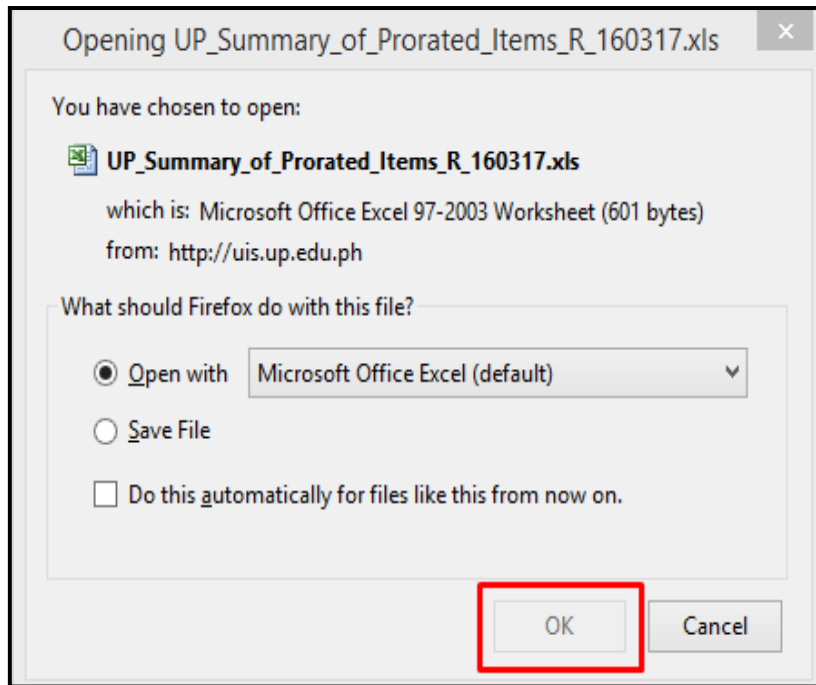 Opening UP_Summary_of_Prorated_Items_R_160317.xls
You have chosen to open:
UP_Summary_of_Prorated_Items_R_160317.xls
which is: Microsoft Office Excel 97-2003 Worksheet (601 bytes)
from: http://uis.up.edu.ph
What should Firefox do with this file?
Open with Microsoft Office Excel (default)
Save File
Do this automatically for files like this from now on.
OK Cancel